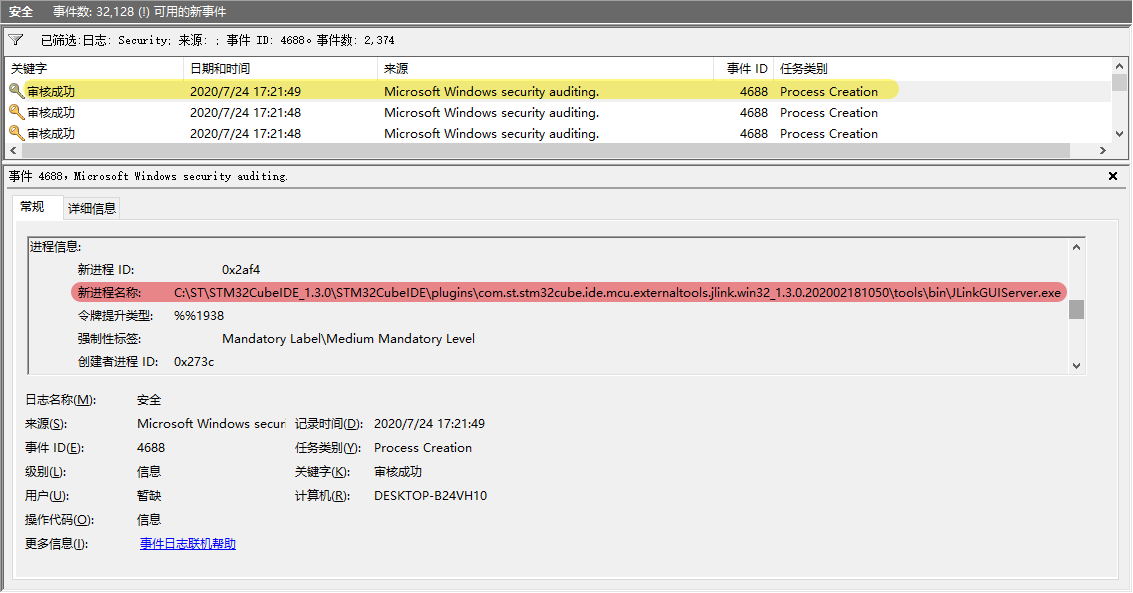 安全 事件数: 32,128 (!) 可用的新事件
已筛选:日志: Security; 来源: ; 事件 ID: 4688。事件数: 2,374
关键字 日期和时间 来源 事件 ID 任务类别
审核成功 2020/7/24 17:21:49 Microsoft Windows security auditing. 4688 Process Creation
审核成功 2020/7/24 17:21:48 Microsoft Windows security auditing. 4688 Process Creation
审核成功 2020/7/24 17:21:48 Microsoft Windows security auditing. 4688 Process Creation
事件 4688，Microsoft Windows security auditing.
常规 详细信息
进程信息:
新进程 ID: 0x2af4
新进程名称: C:\ST\STM32CubeIDE_1.3.0\STM32CubeIDE\plugins\com.st.stm32cube.ide.mcu.externaltools.jlink.win32_1.3.0.202002181050\tools\bin\JLinkGUIServer.exe
令牌提升类型: %%1938
强制性标签: Mandatory Label\Medium Mandatory Level
创建者进程 ID: 0x273c
日志名称(M): 安全
来源(S): Microsoft Windows secur 记录时间(D): 2020/7/24 17:21:49
事件 ID(E): 4688 任务类别(Y): Process Creation
级别(L): 信息 关键字(K): 审核成功
用户(U): 暂缺 计算机(R): DESKTOP-B24VH10
操作代码(O): 信息
更多信息(I): 事件日志联机帮助